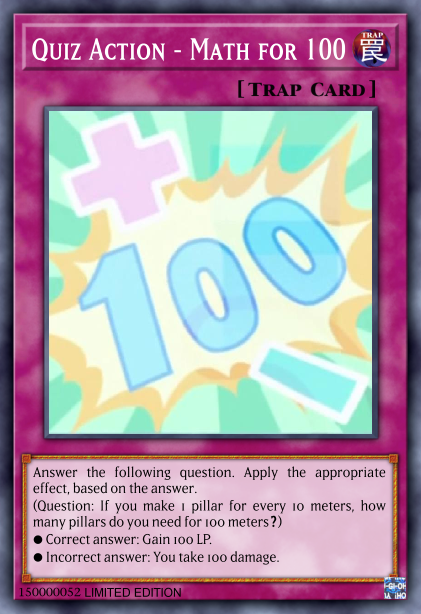 Quiz Action - Math for 100
TRAP
罠
[Trap Card]
100
Answer the following question. Apply the appropriate
effect, based on the answer.
(Question: If you make 1 pillar for every 10 meters, how
many pillars do you need for 100 meters?)
● Correct answer: Gain 100 LP.
● Incorrect answer: You take 100 damage.
150000052 LIMITED EDITION